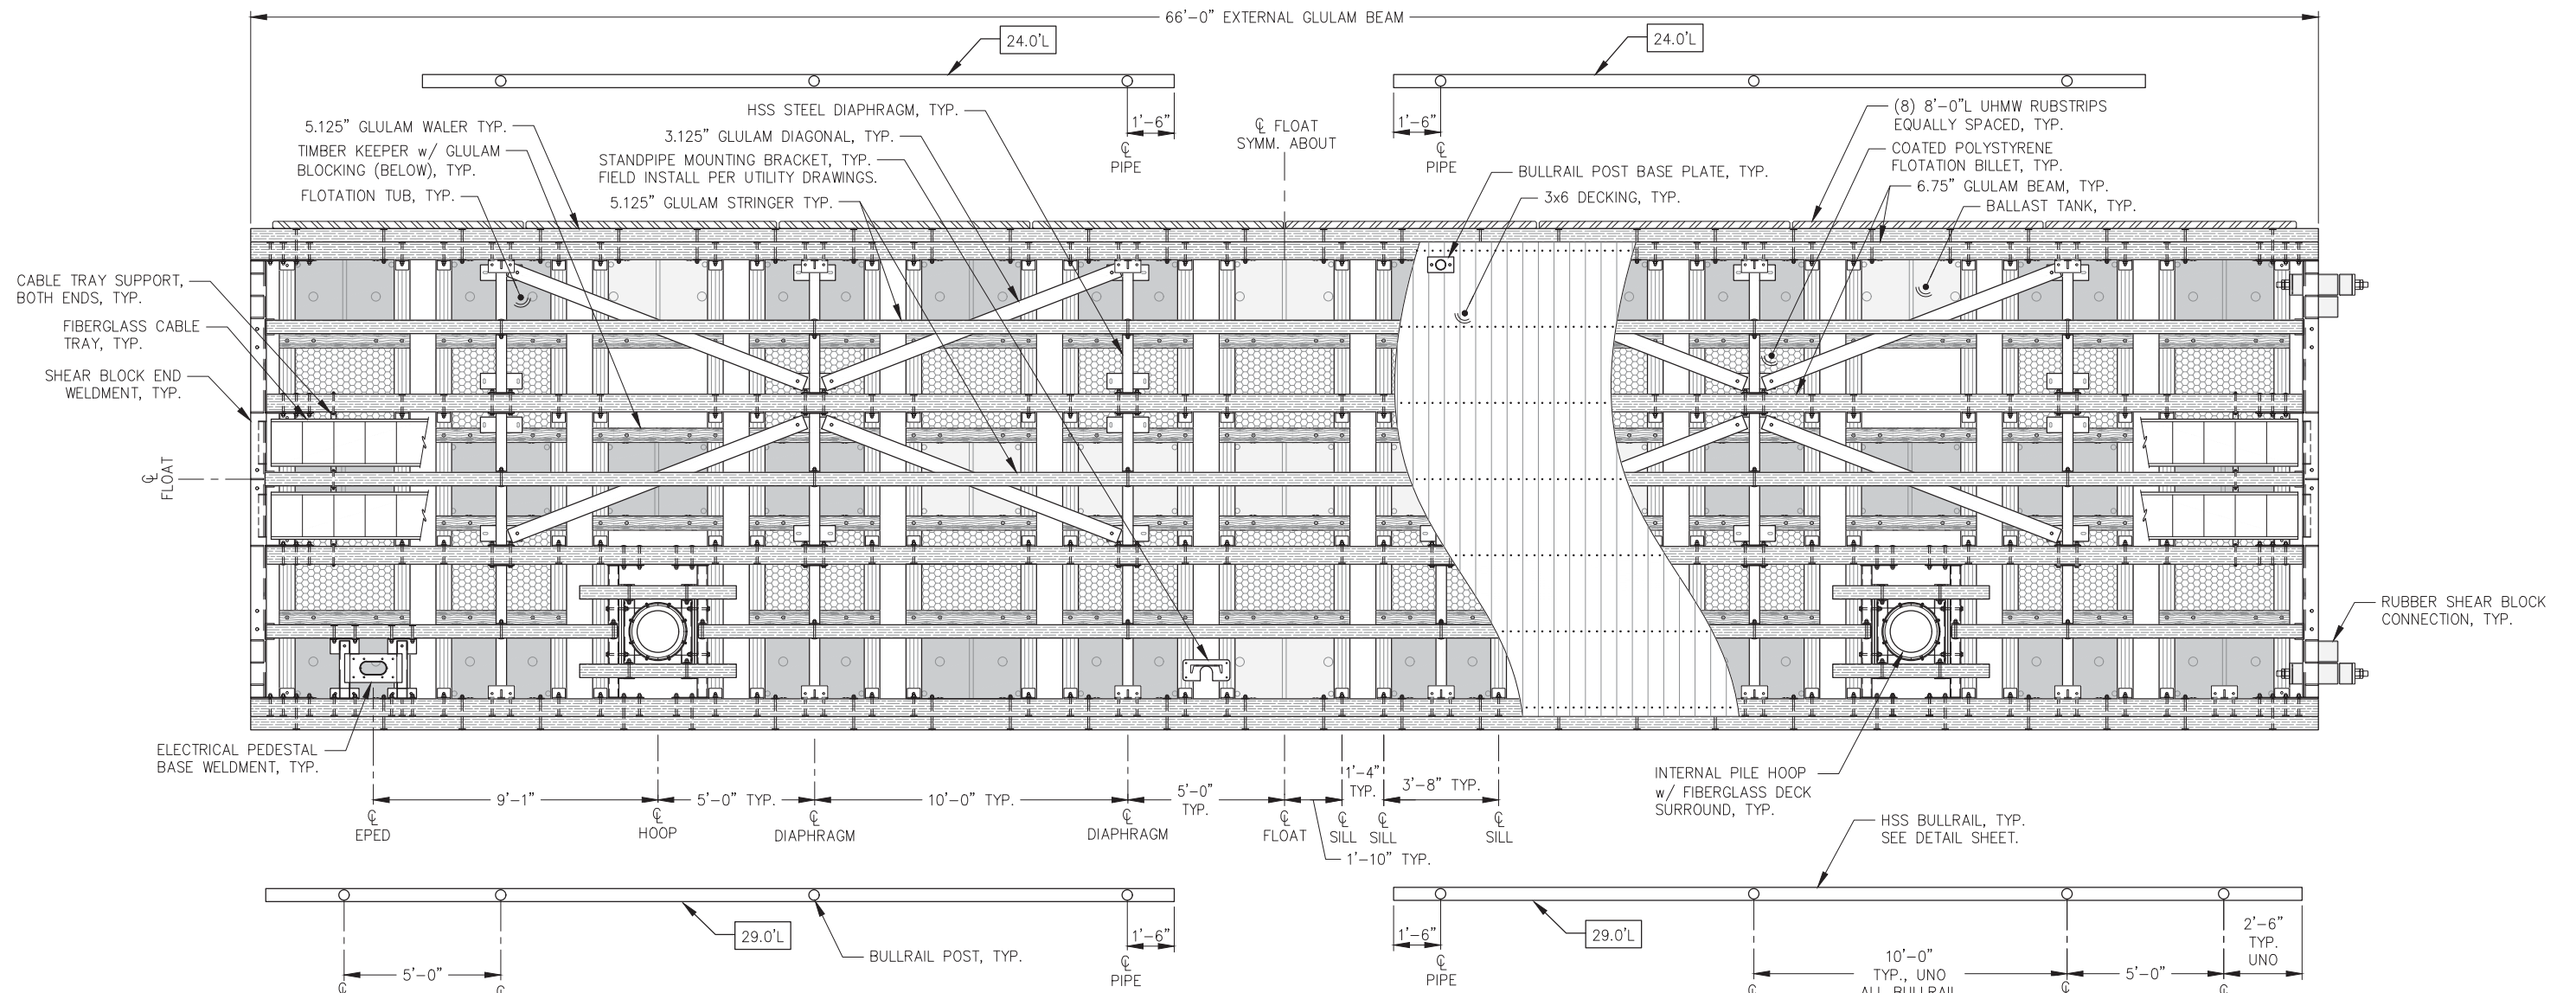 66'-0" EXTERNAL GLULAM BEAM
24.0'L
24.0'L
HSS STEEL DIAPHRAGM, TYP.
3.125" GLULAM DIAGONAL, TYP.
STANDPIPE MOUNTING BRACKET, TYP.
FIELD INSTALL PER UTILITY DRAWINGS.
5.125" GLULAM STRINGER TYP.
5.125" GLULAM WALER TYP.
TIMBER KEEPER w/ GLULAM
BLOCKING (BELOW), TYP.
FLOTATION TUB, TYP.
1'-6"
℄
PIPE
℄ FLOAT
SYMM. ABOUT
1'-6"
℄
PIPE
BULLRAIL POST BASE PLATE, TYP.
3x6 DECKING, TYP.
(8) 8'-0"L UHMW RUBSTRIPS
EQUALLY SPACED, TYP.
COATED POLYSTYRENE
FLOTATION BILLET, TYP.
6.75" GLULAM BEAM, TYP.
BALLAST TANK, TYP.
CABLE TRAY SUPPORT,
BOTH ENDS, TYP.
FIBERGLASS CABLE
TRAY, TYP.
SHEAR BLOCK END
WELDMENT, TYP.
℄
FLOAT
RUBBER SHEAR BLOCK
CONNECTION, TYP.
ELECTRICAL PEDESTAL
BASE WELDMENT, TYP.
9'-1"
5'-0" TYP.
10'-0" TYP.
5'-0"
TYP.
1'-4"
TYP.
3'-8" TYP.
℄
EPED
℄
HOOP
℄
DIAPHRAGM
℄
DIAPHRAGM
℄
FLOAT
℄
SILL
℄
SILL
℄
SILL
1'-10" TYP.
INTERNAL PILE HOOP
w/ FIBERGLASS DECK
SURROUND, TYP.
HSS BULLRAIL, TYP.
SEE DETAIL SHEET.
29.0'L
BULLRAIL POST, TYP.
1'-6"
℄
PIPE
5'-0"
℄
℄
1'-6"
℄
PIPE
29.0'L
10'-0"
TYP., UNO
ALL BULLRAIL
5'-0"
2'-6"
TYP.
UNO
℄
℄
℄